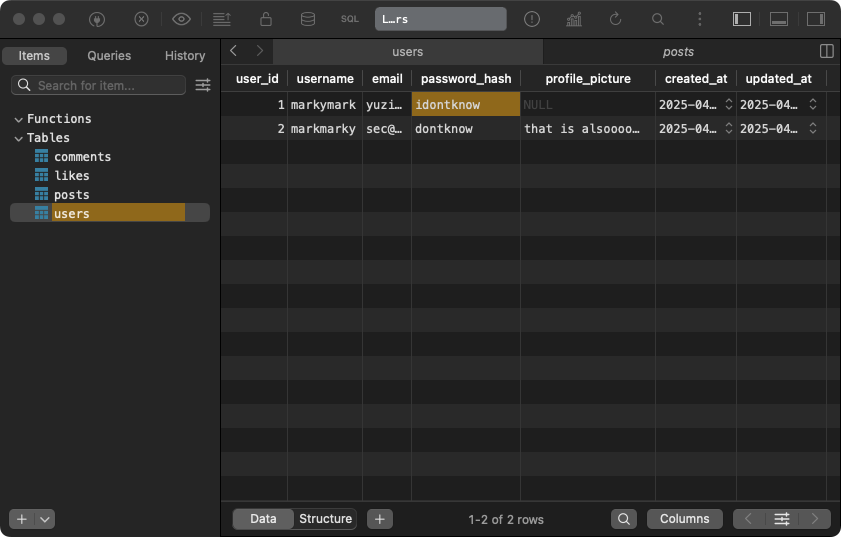 SQL L…rs
Items Queries History users posts
Search for item...
user_id username email password_hash profile_picture created_at updated_at
1 markymark yuzi… idontknow NULL 2025-04… 2025-04…
2 markmarky sec@… dontknow that is alsoooo… 2025-04… 2025-04…
Functions
Tables
comments
likes
posts
users
Data Structure 1-2 of 2 rows Columns